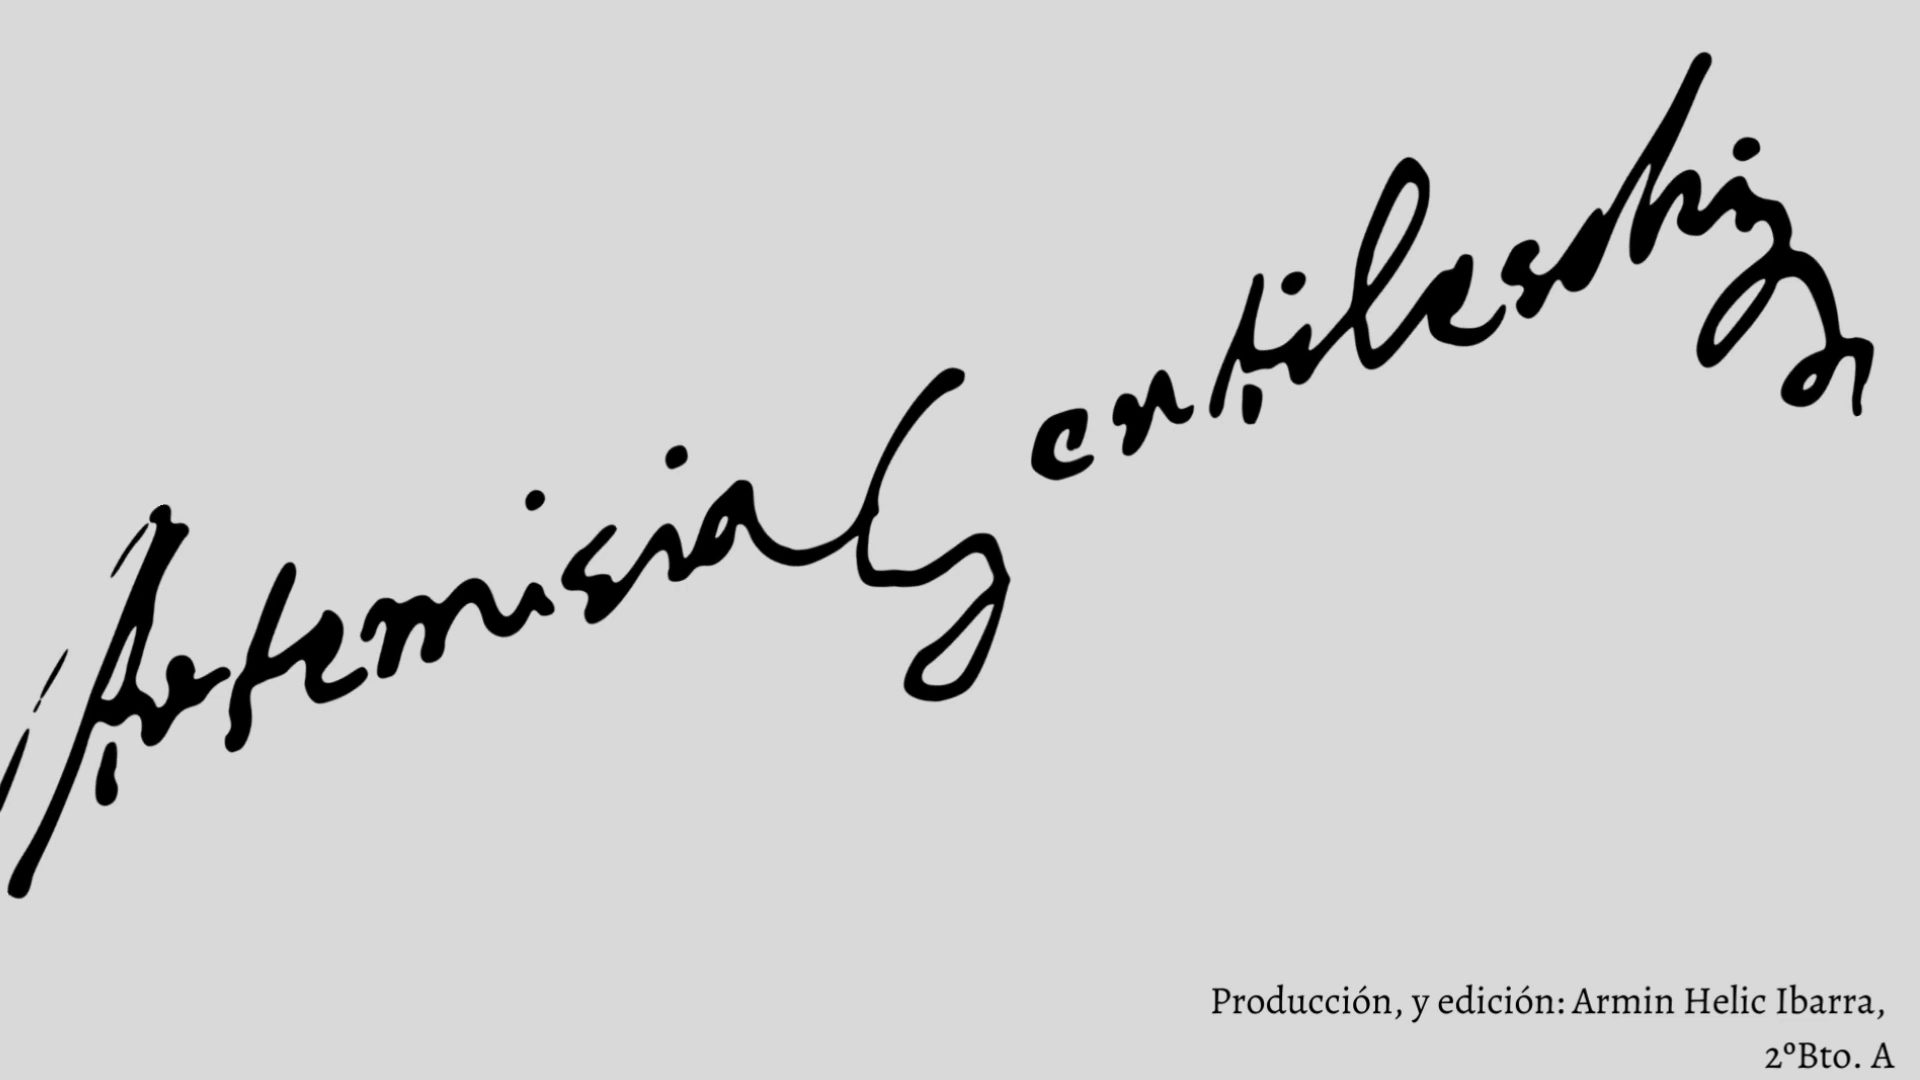 Artemisia Gentileschi
Producción, y edición: Armin Helic Ibarra,
2ºBto. A